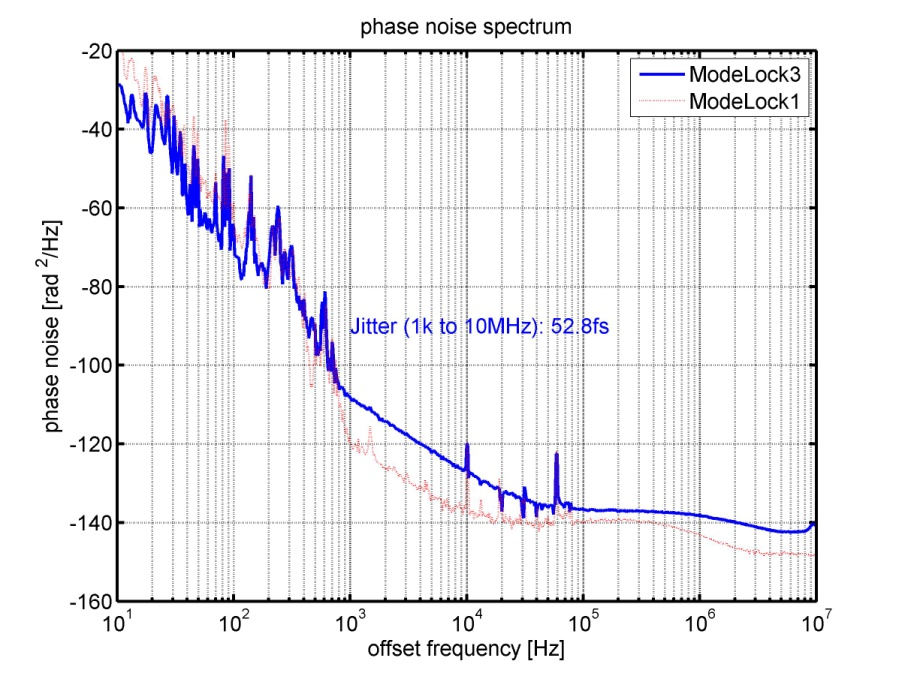 phase noise spectrum
ModeLock3
ModeLock1
-20
-40
-60
-80
-100
-120
-140
-160
phase noise [rad ²/Hz]
Jitter (1k to 10MHz): 52.8fs
10¹ 10² 10³ 10⁴ 10⁵ 10⁶ 10⁷
offset frequency [Hz]